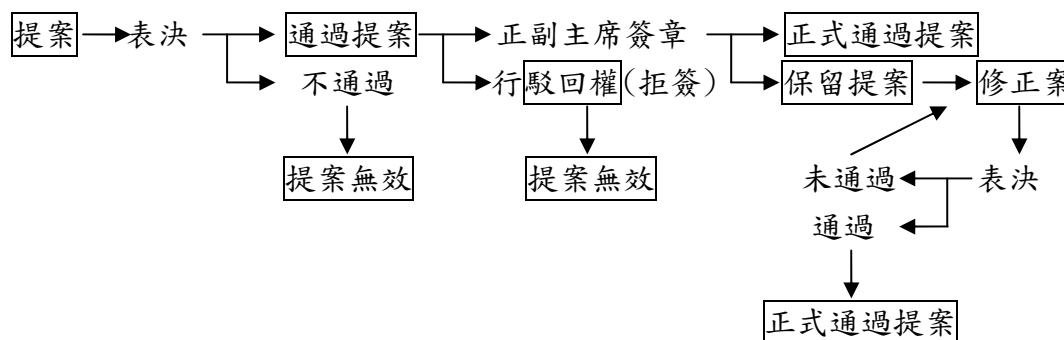 提案 表決 通過提案 正副主席簽章 正式通過提案
不通過 行駁回權(拒簽) 保留提案 修正案
提案無效 提案無效 未通過 表決
通過
正式通過提案